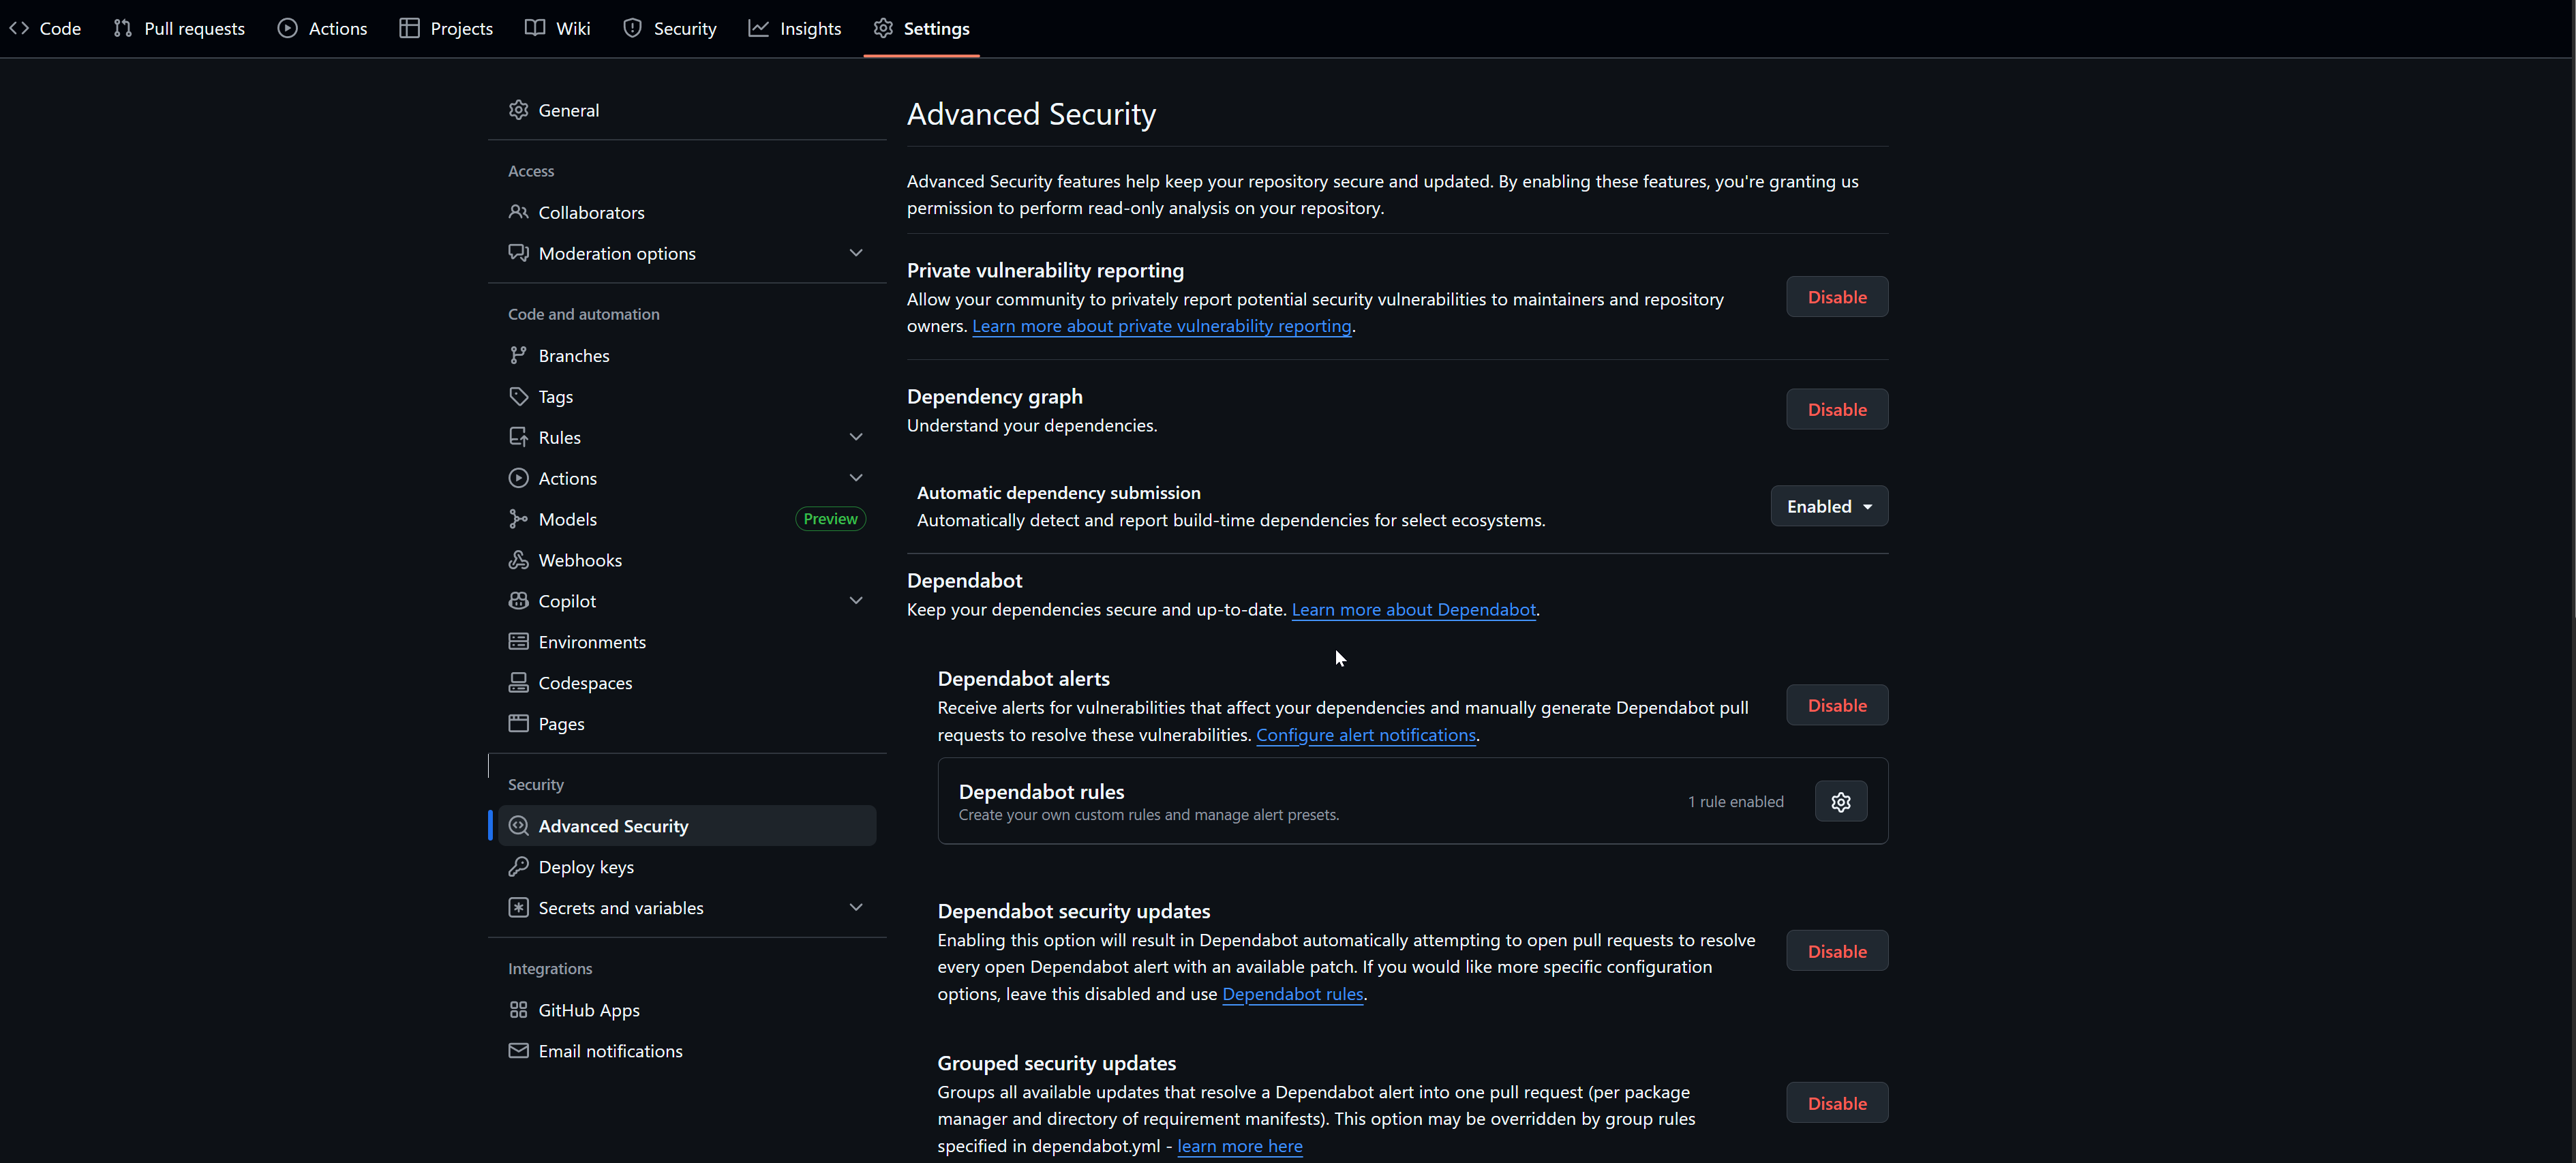 Code
Pull requests
Actions
Projects
Wiki
Security
Insights
Settings
General
Access
Collaborators
Moderation options
Code and automation
Branches
Tags
Rules
Actions
Models
Preview
Webhooks
Copilot
Environments
Codespaces
Pages
Security
Advanced Security
Deploy keys
Secrets and variables
Integrations
GitHub Apps
Email notifications
Advanced Security
Advanced Security features help keep your repository secure and updated. By enabling these features, you're granting us
permission to perform read-only analysis on your repository.
Private vulnerability reporting
Allow your community to privately report potential security vulnerabilities to maintainers and repository
owners. Learn more about private vulnerability reporting.
Disable
Dependency graph
Understand your dependencies.
Disable
Automatic dependency submission
Automatically detect and report build-time dependencies for select ecosystems.
Enabled
Dependabot
Keep your dependencies secure and up-to-date. Learn more about Dependabot.
Dependabot alerts
Receive alerts for vulnerabilities that affect your dependencies and manually generate Dependabot pull
requests to resolve these vulnerabilities. Configure alert notifications.
Disable
Dependabot rules
Create your own custom rules and manage alert presets.
1 rule enabled
Dependabot security updates
Enabling this option will result in Dependabot automatically attempting to open pull requests to resolve
every open Dependabot alert with an available patch. If you would like more specific configuration
options, leave this disabled and use Dependabot rules.
Disable
Grouped security updates
Groups all available updates that resolve a Dependabot alert into one pull request (per package
manager and directory of requirement manifests). This option may be overridden by group rules
specified in dependabot.yml - learn more here
Disable